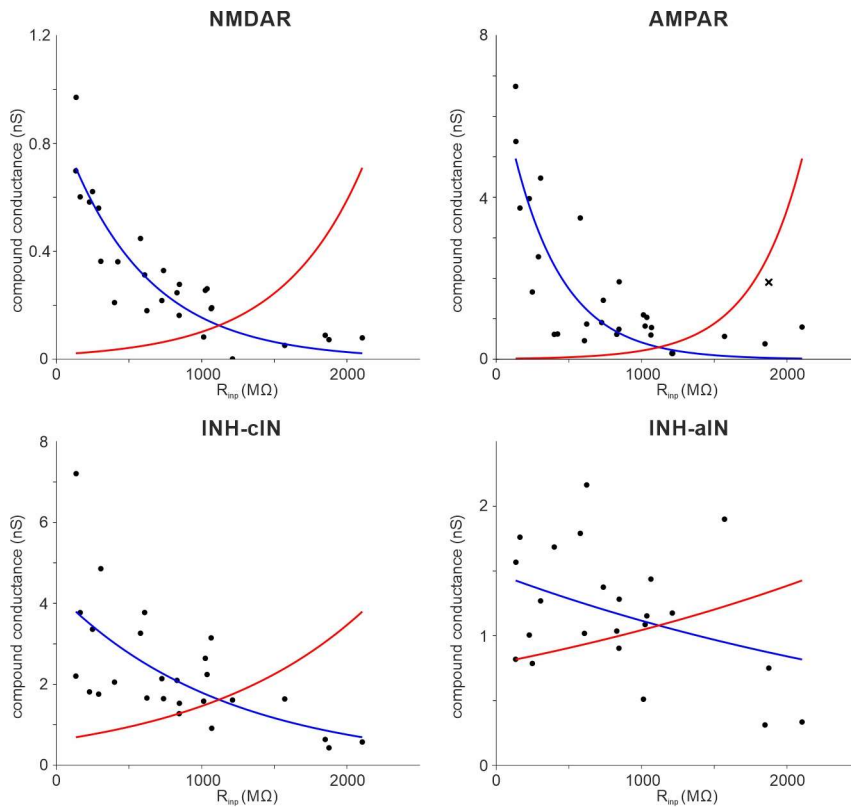 NMDAR
1.2
0.8
0.4
0
compound conductance (nS)
0
1000
2000
Rinp (MΩ)
AMPAR
8
4
0
compound conductance (nS)
0
1000
2000
Rinp (MΩ)
INH-cIN
8
6
4
2
0
compound conductance (nS)
0
1000
2000
Rinp (MΩ)
INH-aIN
2
1
0
compound conductance (nS)
0
1000
2000
Rinp (MΩ)